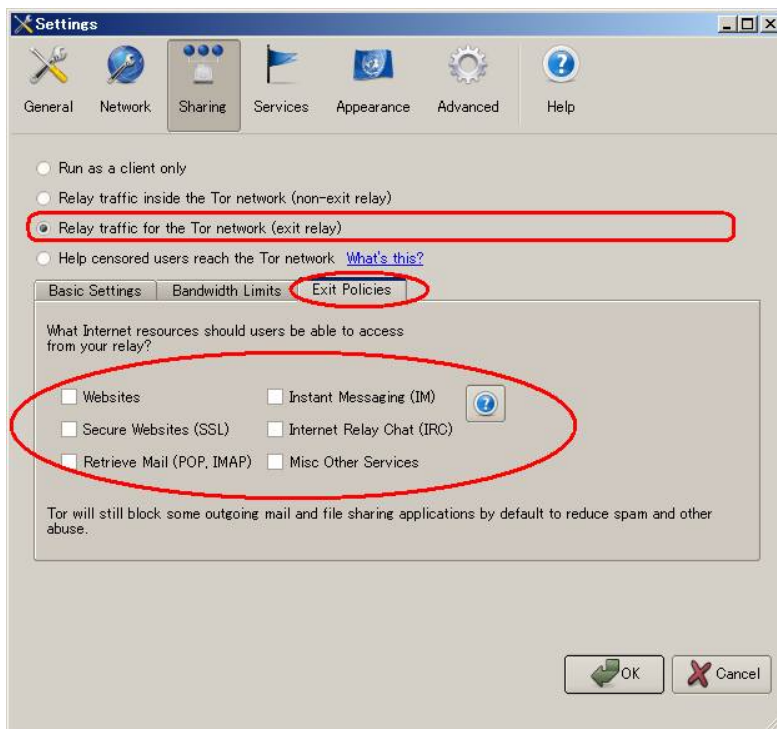 Settings
General Network Sharing Services Appearance Advanced Help
Run as a client only
Relay traffic inside the Tor network (non-exit relay)
Relay traffic for the Tor network (exit relay)
Help censored users reach the Tor network What's this?
Basic Settings Bandwidth Limits Exit Policies
What Internet resources should users be able to access
from your relay?
Websites Instant Messaging (IM)
Secure Websites (SSL) Internet Relay Chat (IRC)
Retrieve Mail (POP, IMAP) Misc Other Services
Tor will still block some outgoing mail and file sharing applications by default to reduce spam and other
abuse.
OK Cancel